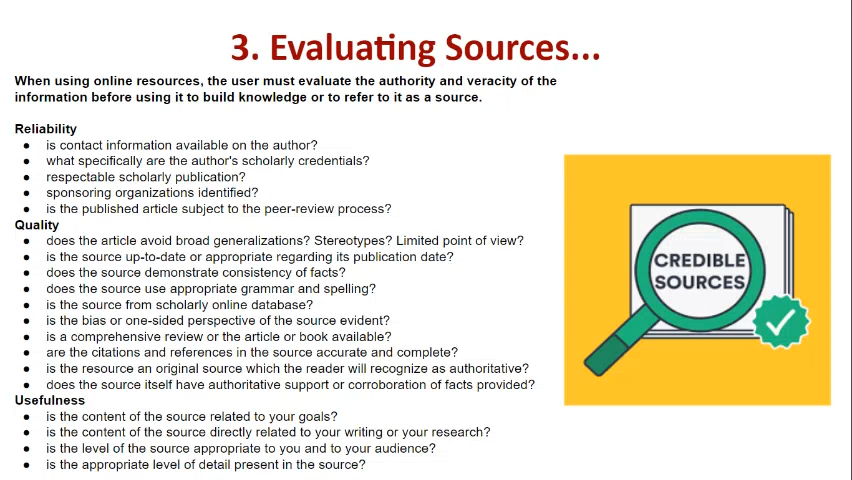 3. Evaluating Sources...
When using online resources, the user must evaluate the authority and veracity of the
information before using it to build knowledge or to refer to it as a source.
Reliability
● is contact information available on the author?
● what specifically are the author's scholarly credentials?
● respectable scholarly publication?
● sponsoring organizations identified?
● is the published article subject to the peer-review process?
Quality
● does the article avoid broad generalizations? Stereotypes? Limited point of view?
● is the source up-to-date or appropriate regarding its publication date?
● does the source demonstrate consistency of facts?
● does the source use appropriate grammar and spelling?
● is the source from scholarly online database?
● is the bias or one-sided perspective of the source evident?
● is a comprehensive review or the article or book available?
● are the citations and references in the source accurate and complete?
● is the resource an original source which the reader will recognize as authoritative?
● does the source itself have authoritative support or corroboration of facts provided?
Usefulness
● is the content of the source related to your goals?
● is the content of the source directly related to your writing or your research?
● is the level of the source appropriate to you and to your audience?
● is the appropriate level of detail present in the source?
CREDIBLE
SOURCES